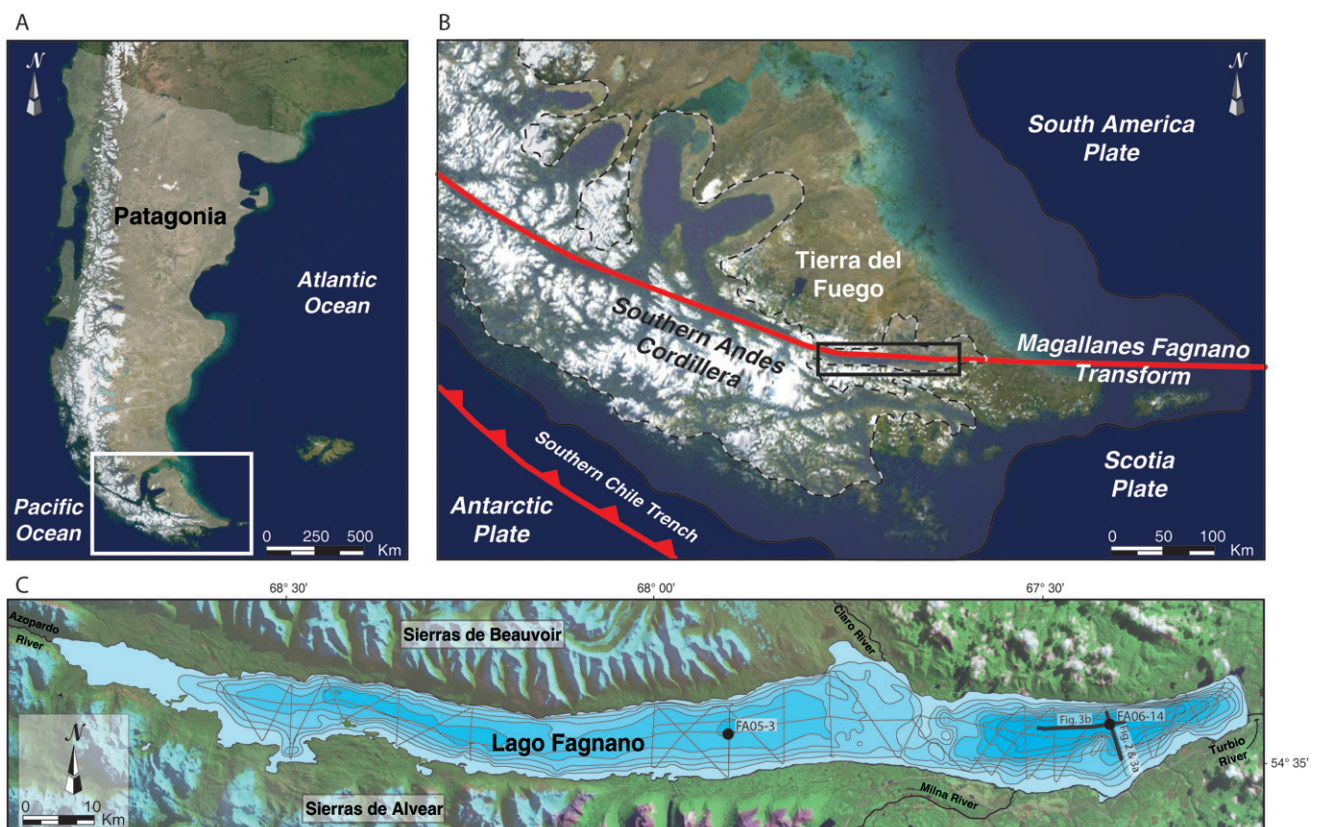 A
N
Patagonia
Atlantic
Ocean
Pacific
Ocean
0 250 500
Km
B
N
South America
Plate
Tierra del
Fuego
Southern Andes
Cordillera
Magallanes Fagnano
Transform
Southern Chile Trench
Scotia
Plate
Antarctic
Plate
0 50 100
Km
C
68° 30'
68° 00'
67° 30'
Azopardo
River
Sierras de Beauvoir
Claro River
FA05-3
Fig. 3b
FA06-14
Fig. 2 & 3a
Lago Fagnano
Turbio
River
54° 35'
N
0 10
Km
Sierras de Alvear
Milna River